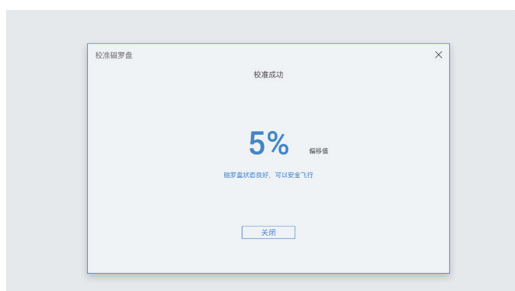 校准磁罗盘
校准成功
5% 偏移值
磁罗盘状态良好，可以安全飞行
关闭